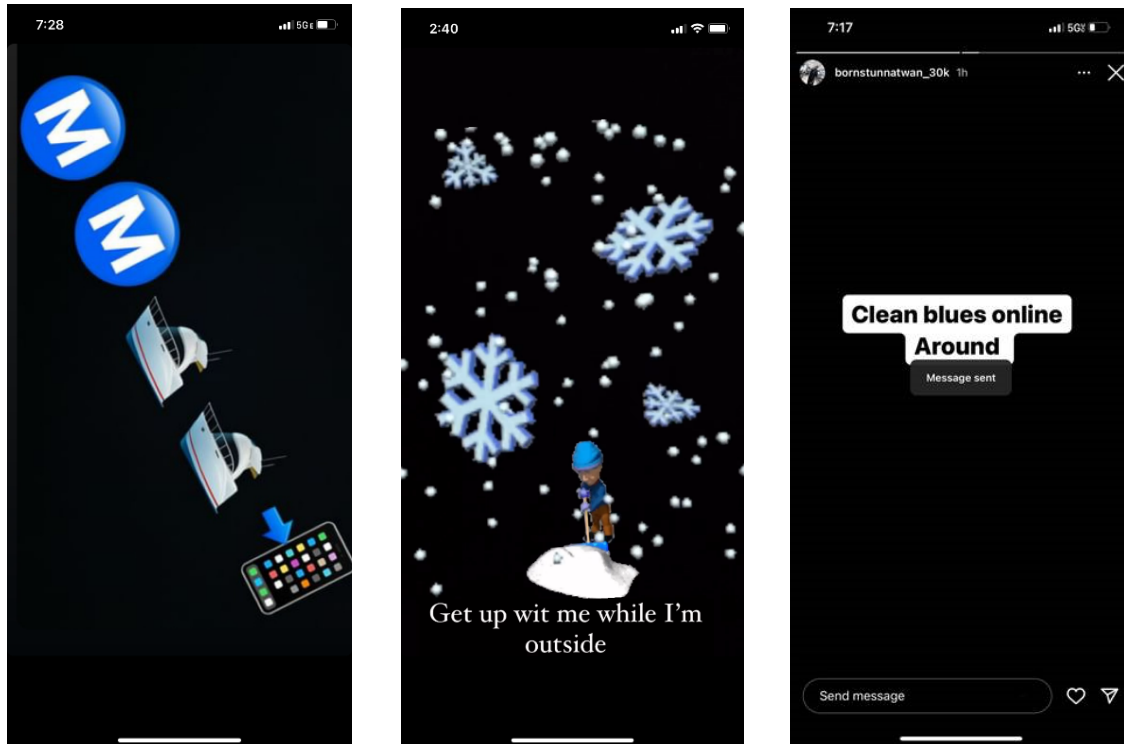 7:28
5G E
M
M
2:40
Get up wit me while I'm
outside
7:17
bornstunnatwan_30k 1h
Clean blues online
Around
Message sent
Send message